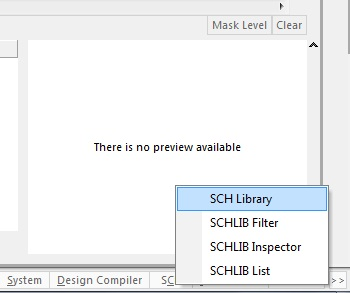 Mask Level Clear
There is no preview available
SCH Library
SCHLIB Filter
SCHLIB Inspector
SCHLIB List
System Design Compiler SC >>